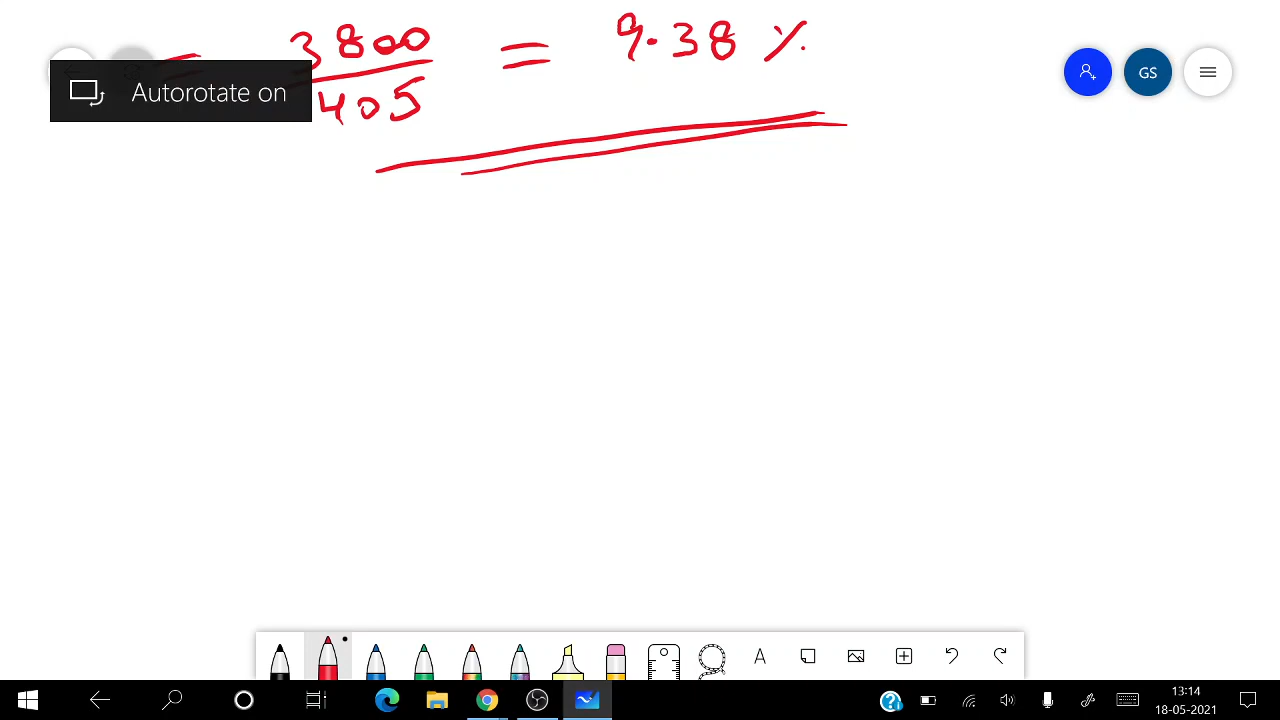 = 3800/405 = 9.38 %
Autorotate on
GS
A
13:14
18-05-2021